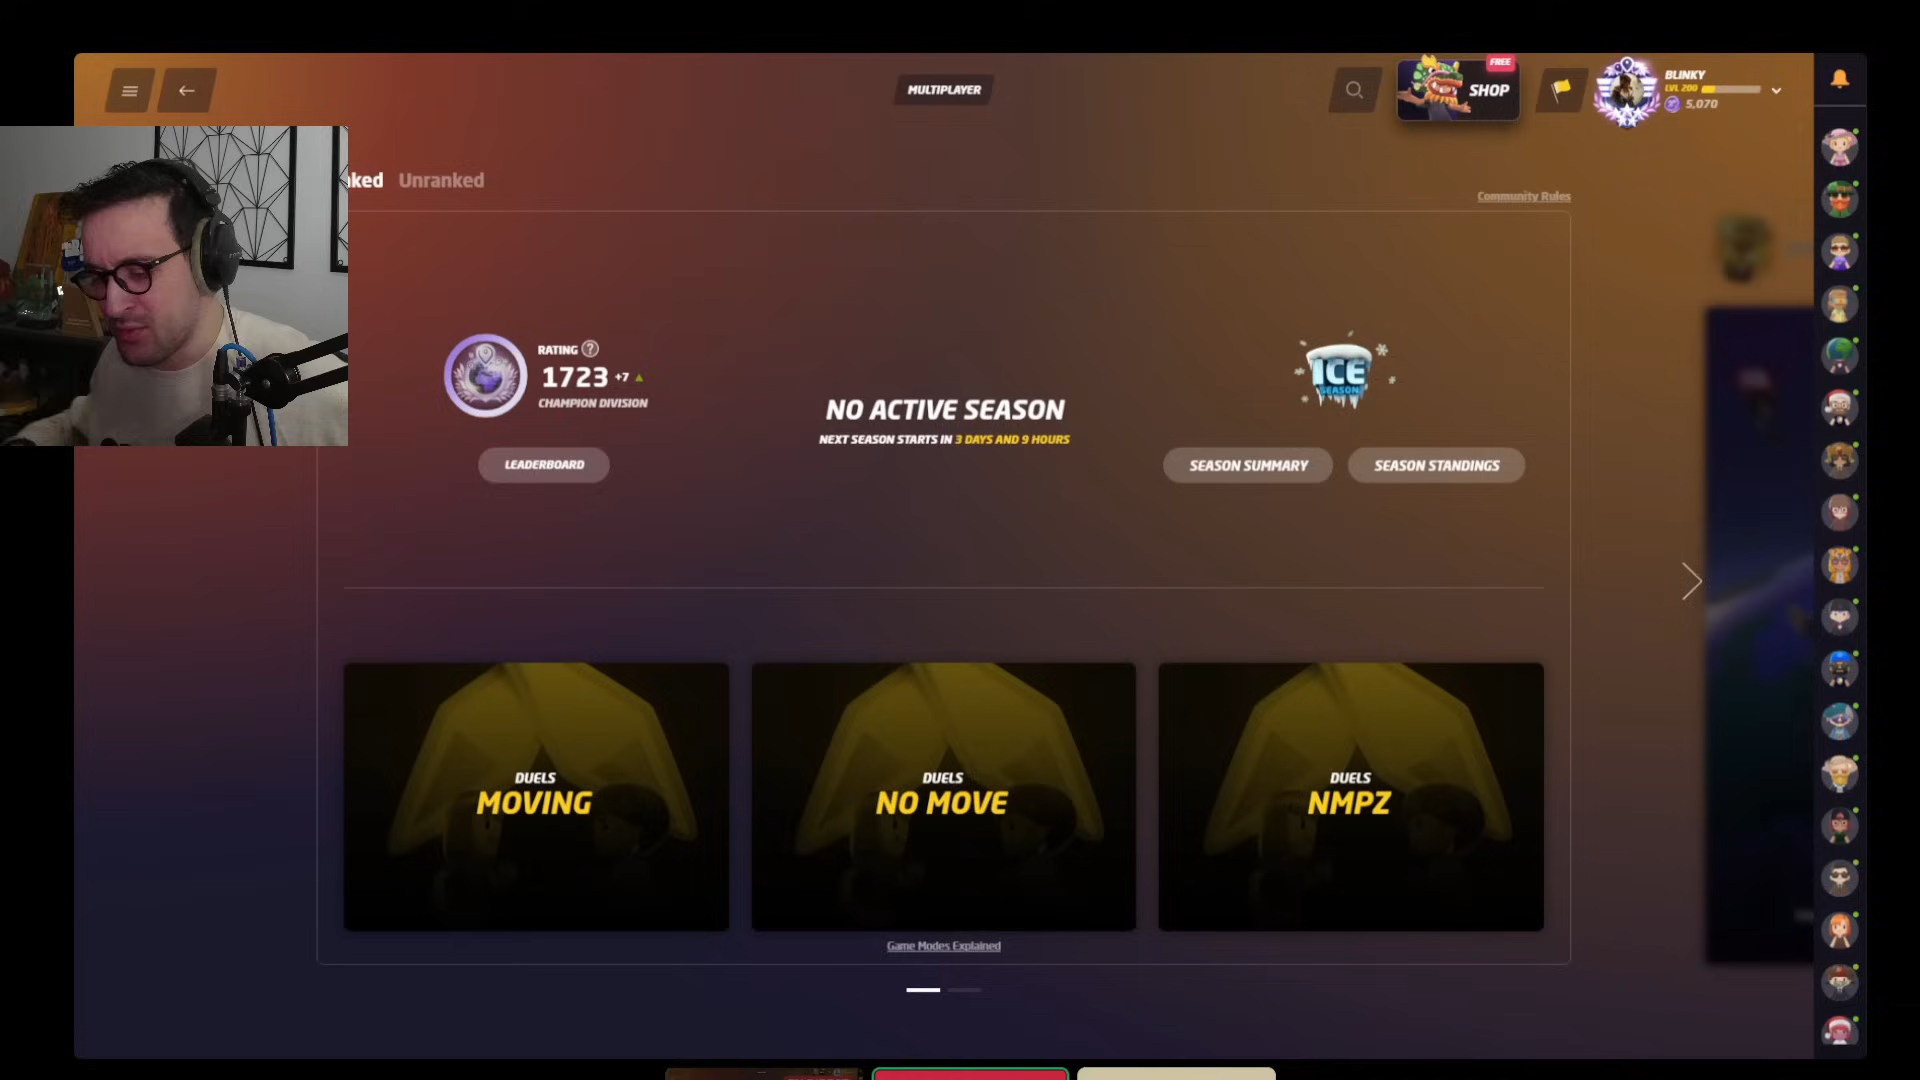 MULTIPLAYER
FREE
SHOP
BLINKY
LVL 200
5,070
ked
Unranked
Community Rules
RATING ?
1723 +7
CHAMPION DIVISION
LEADERBOARD
NO ACTIVE SEASON
NEXT SEASON STARTS IN 3 DAYS AND 9 HOURS
ICE
SEASON
SEASON SUMMARY
SEASON STANDINGS
DUELS
MOVING
DUELS
NO MOVE
DUELS
NMPZ
Game Modes Explained